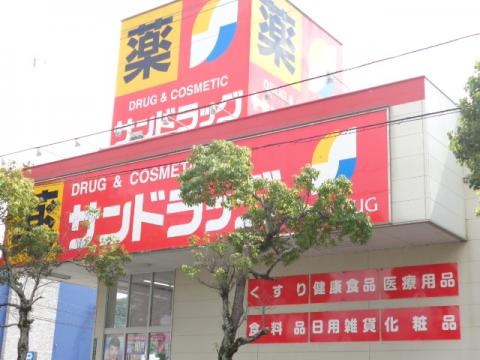 薬
薬
DRUG & COSMETIC
サンドラッグ
薬
DRUG & COSMETIC
サンドラッグ
DRUG
くすり 健康食品 医療用品
食料品 日用雑貨 化粧品